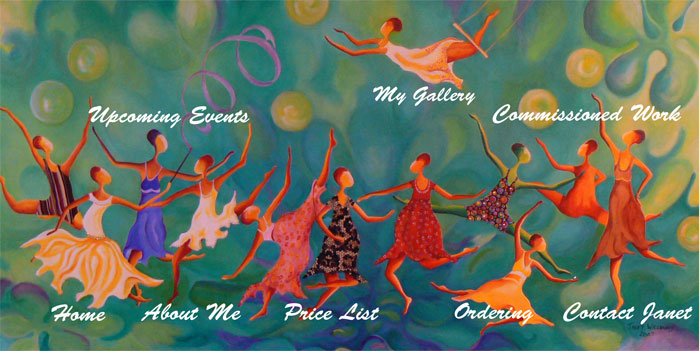 My Gallery
Upcoming Events
Commissioned Work
Home
About Me
Price List
Ordering
Contact Janet